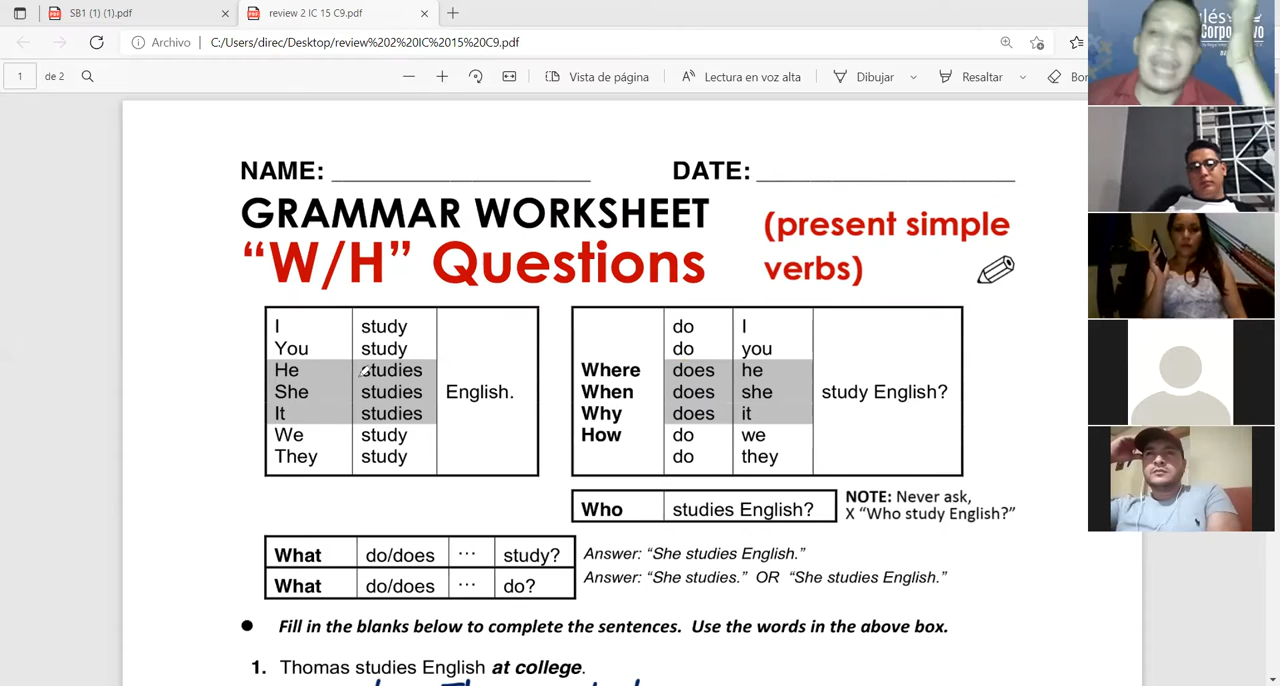 SB1 (1) (1).pdf
review 2 IC 15 C9.pdf
Archivo
C:/Users/direc/Desktop/review%202%20IC%2015%20C9.pdf
1
de 2
Vista de página
Lectura en voz alta
Dibujar
Resaltar
NAME:
DATE:
GRAMMAR WORKSHEET
"W/H" Questions
(present simple
verbs)
I study
You study
He studies
She studies English.
It studies
We study
They study
do I
do you
Where does he
When does she study English?
Why does it
How do we
do they
Who studies English?
NOTE: Never ask,
X "Who study English?"
What do/does ··· study?
Answer: "She studies English."
What do/does ··· do?
Answer: "She studies." OR "She studies English."
● Fill in the blanks below to complete the sentences. Use the words in the above box.
1. Thomas studies English at college.